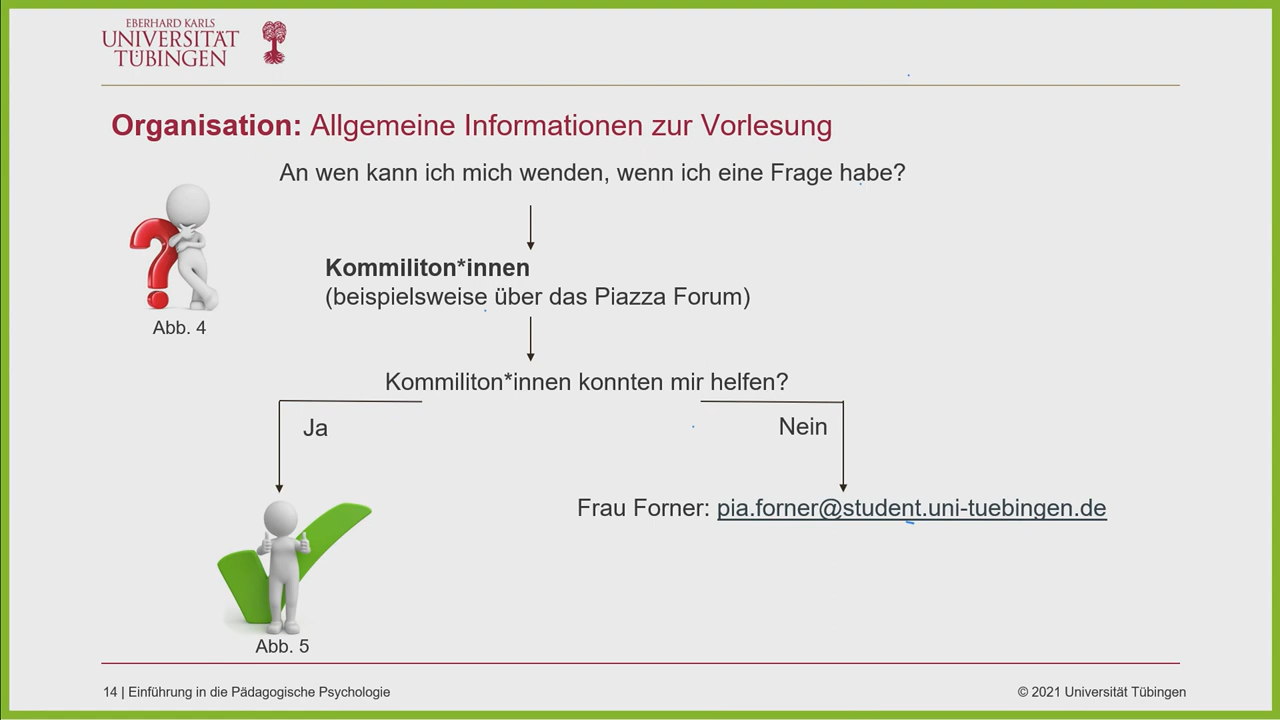 EBERHARD KARLS
UNIVERSITÄT
TÜBINGEN
Organisation: Allgemeine Informationen zur Vorlesung
An wen kann ich mich wenden, wenn ich eine Frage habe?
Abb. 4
Kommiliton*innen
(beispielsweise über das Piazza Forum)
Kommiliton*innen konnten mir helfen?
Ja
Nein
Frau Forner: pia.forner@student.uni-tuebingen.de
Abb. 5
14 | Einführung in die Pädagogische Psychologie
© 2021 Universität Tübingen